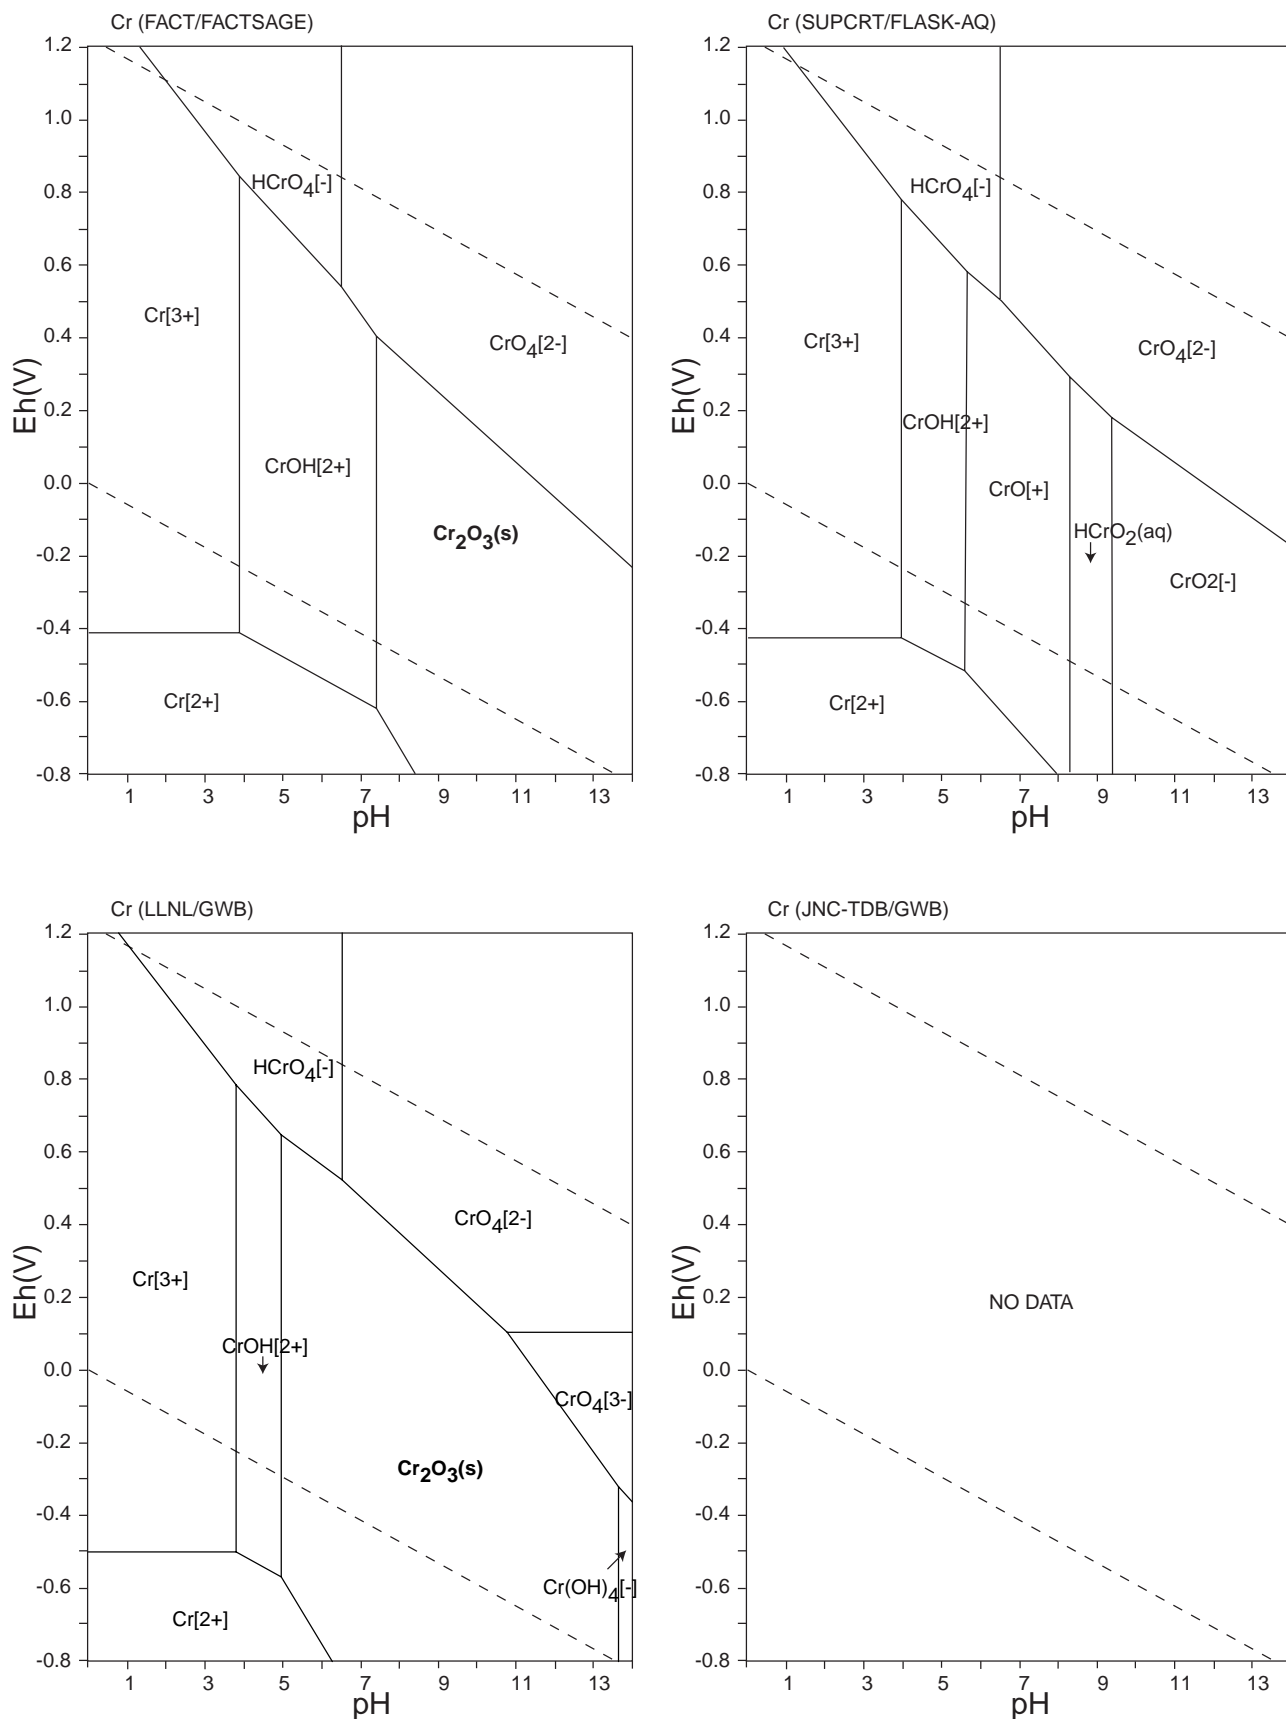 Cr (FACT/FACTSAGE)
1.2
1.0
0.8
0.6
0.4
0.2
0.0
-0.2
-0.4
-0.6
-0.8
Eh(V)
HCrO4[-]
Cr[3+]
CrO4[2-]
CrOH[2+]
Cr2O3(s)
Cr[2+]
1 3 5 7 9 11 13
pH
Cr (SUPCRT/FLASK-AQ)
1.2
1.0
0.8
0.6
0.4
0.2
0.0
-0.2
-0.4
-0.6
-0.8
Eh(V)
HCrO4[-]
Cr[3+]
CrO4[2-]
CrOH[2+]
CrO[+]
HCrO2(aq)
CrO2[-]
Cr[2+]
1 3 5 7 9 11 13
pH
Cr (LLNL/GWB)
1.2
1.0
0.8
0.6
0.4
0.2
0.0
-0.2
-0.4
-0.6
-0.8
Eh(V)
HCrO4[-]
CrO4[2-]
Cr[3+]
CrOH[2+]
CrO4[3-]
Cr2O3(s)
Cr(OH)4[-]
Cr[2+]
1 3 5 7 9 11 13
pH
Cr (JNC-TDB/GWB)
1.2
1.0
0.8
0.6
0.4
0.2
0.0
-0.2
-0.4
-0.6
-0.8
Eh(V)
NO DATA
1 3 5 7 9 11 13
pH